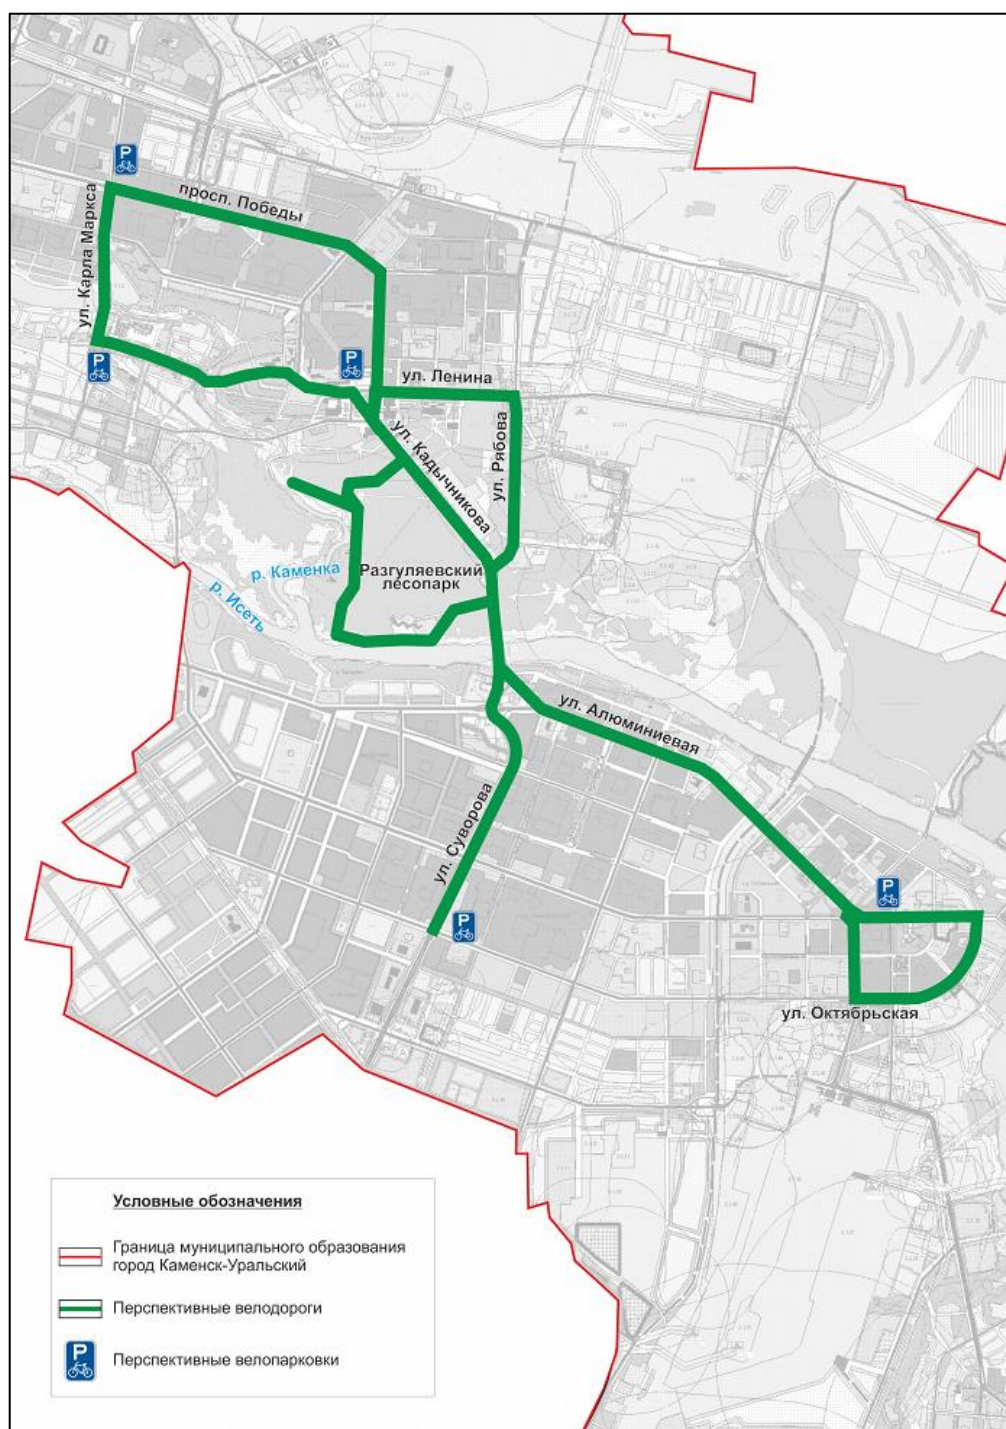 P
просп. Победы
ул. Карла Маркса
P
P
ул. Ленина
ул. Кадычникова
ул. Рябова
р. Каменка
Разгуляевский
лесопарк
р. Исеть
ул. Алюминиевая
ул. Суворова
P
P
ул. Октябрьская
Условные обозначения
Граница муниципального образования
город Каменск-Уральский
Перспективные велодороги
P
Перспективные велопарковки